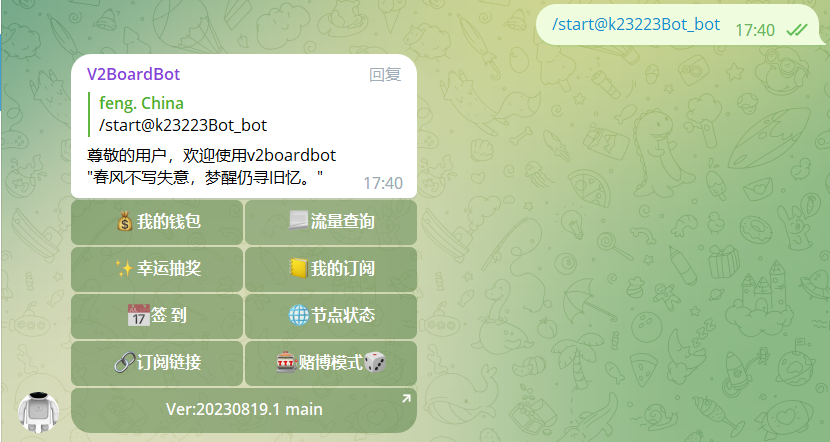 /start@k23223Bot_bot 17:40
V2BoardBot 回复
feng. China
/start@k23223Bot_bot
尊敬的用户，欢迎使用v2boardbot
"春风不写失意，梦醒仍寻旧忆。" 17:40
💰我的钱包 📃流量查询
✨幸运抽奖 📒我的订阅
📅签 到 🌐节点状态
🔗订阅链接 🎰赌博模式🎲
Ver:20230819.1 main